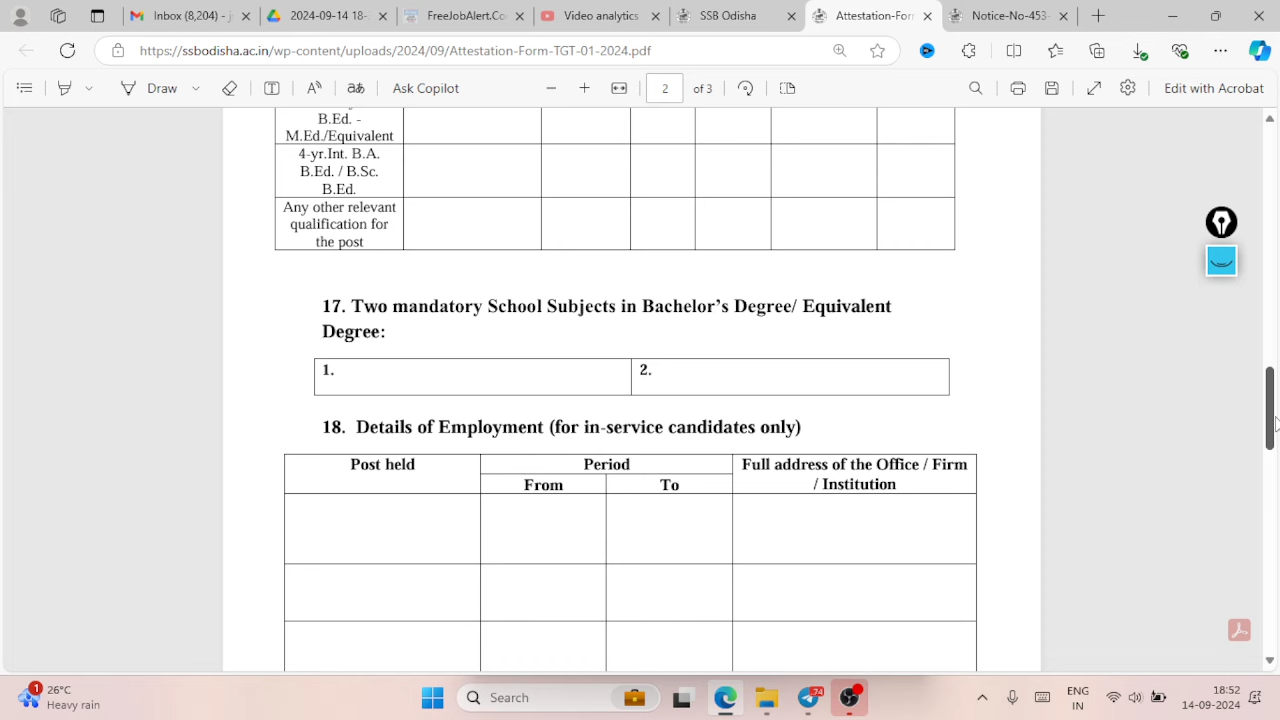 Inbox (8,204) - j
2024-09-14 18-
FreeJobAlert.Co
Video analytics
SSB Odisha
Attestation-For
Notice-No-453-
https://ssbodisha.ac.in/wp-content/uploads/2024/09/Attestation-Form-TGT-01-2024.pdf
Draw
Ask Copilot
2 of 3
Edit with Acrobat
B.Ed. -
M.Ed./Equivalent
4-yr.Int. B.A.
B.Ed. / B.Sc.
B.Ed.
Any other relevant
qualification for
the post
17. Two mandatory School Subjects in Bachelor’s Degree/ Equivalent
Degree:
1. 2.
18. Details of Employment (for in-service candidates only)
Post held Period Full address of the Office / Firm
/ Institution
From To
1
26°C
Heavy rain
Search
74
ENG
IN
18:52
14-09-2024